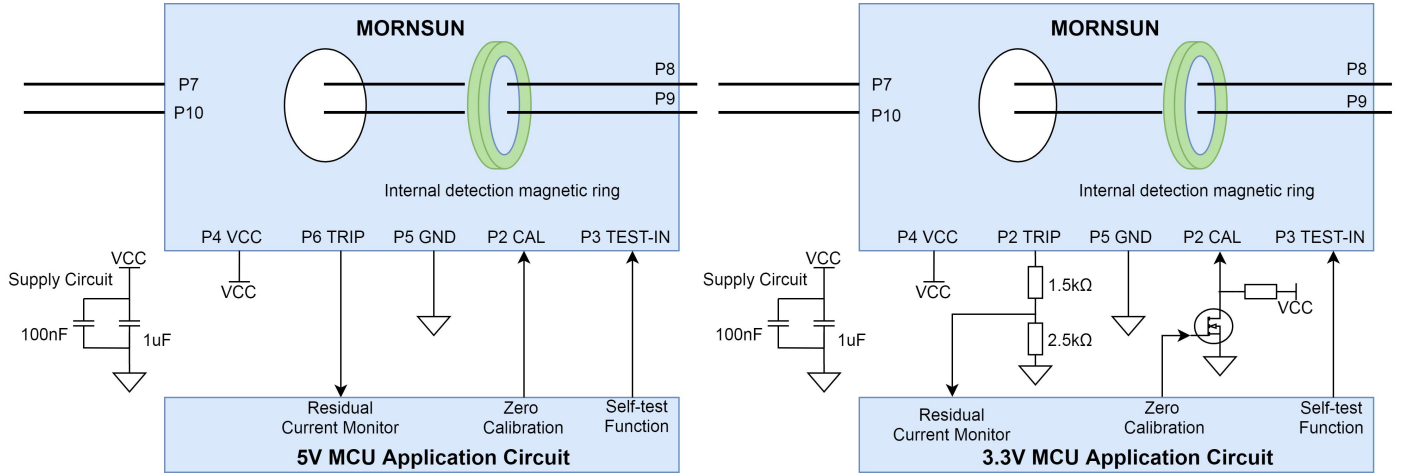 MORNSUN
P7
P8
P10
P9
Internal detection magnetic ring
P4 VCC
P6 TRIP
P5 GND
P2 CAL
P3 TEST-IN
VCC
Supply Circuit
VCC
100nF
1uF
Residual
Current Monitor
Zero
Calibration
Self-test
Function
5V MCU Application Circuit
MORNSUN
P7
P8
P10
P9
Internal detection magnetic ring
P4 VCC
P2 TRIP
P5 GND
P2 CAL
P3 TEST-IN
VCC
Supply Circuit
VCC
1.5kΩ
VCC
100nF
1uF
2.5kΩ
Residual
Current Monitor
Zero
Calibration
Self-test
Function
3.3V MCU Application Circuit